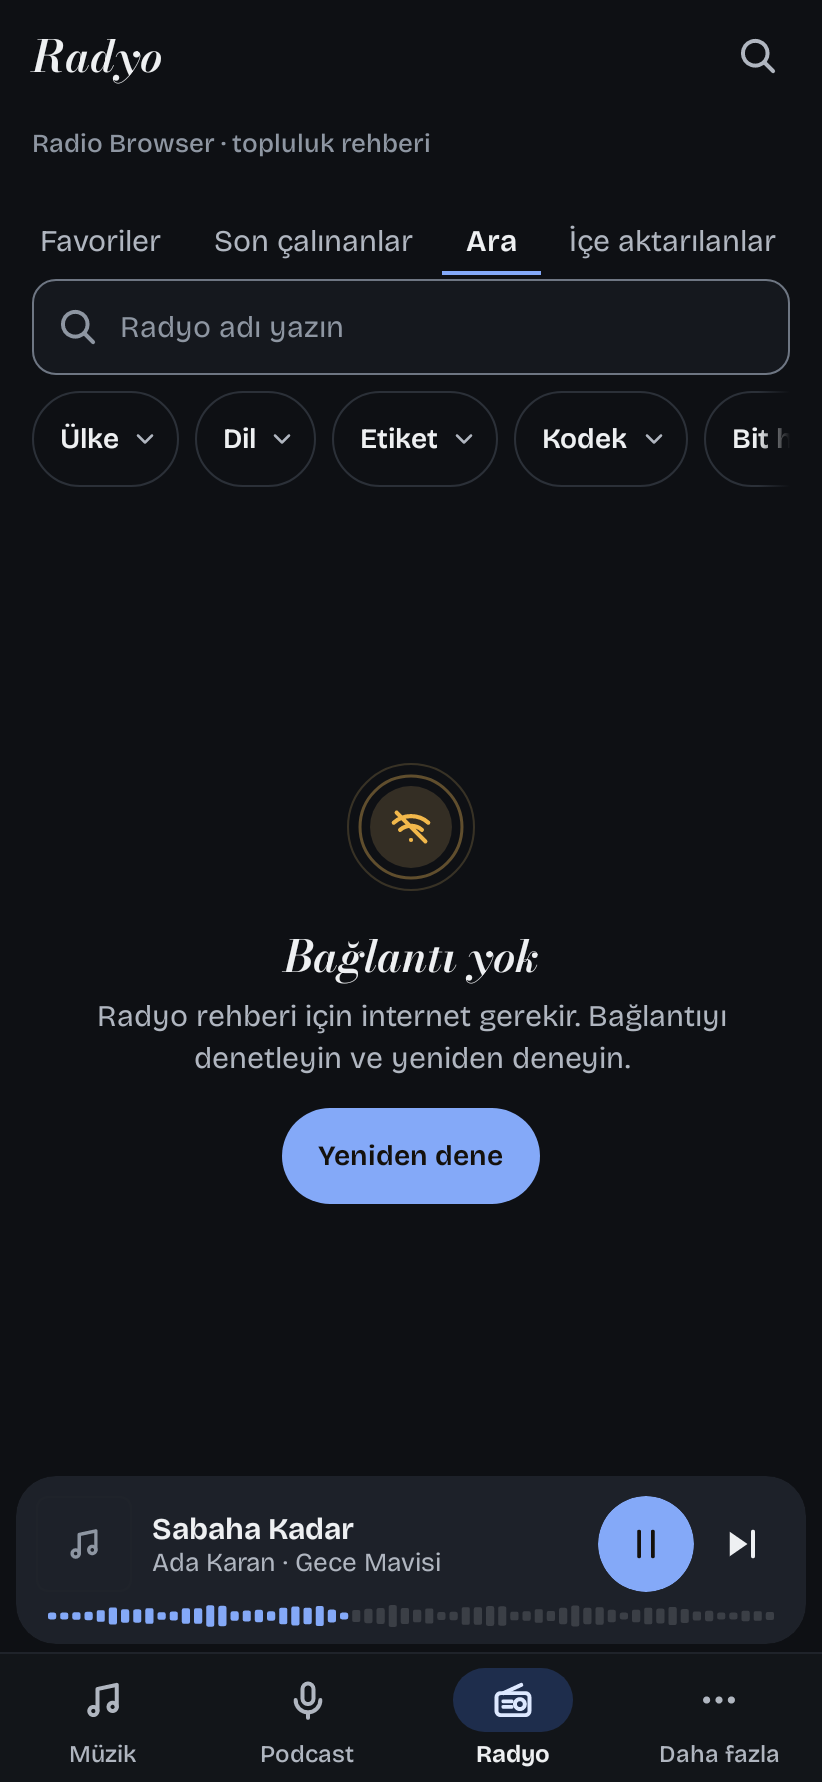 Radyo
Radio Browser · topluluk rehberi
Favoriler Son çalınanlar Ara İçe aktarılanlar
Radyo adı yazın
Ülke Dil Etiket Kodek Bit
Bağlantı yok
Radyo rehberi için internet gerekir. Bağlantıyı
denetleyin ve yeniden deneyin.
Yeniden dene
Sabaha Kadar
Ada Karan · Gece Mavisi
Müzik Podcast Radyo Daha fazla